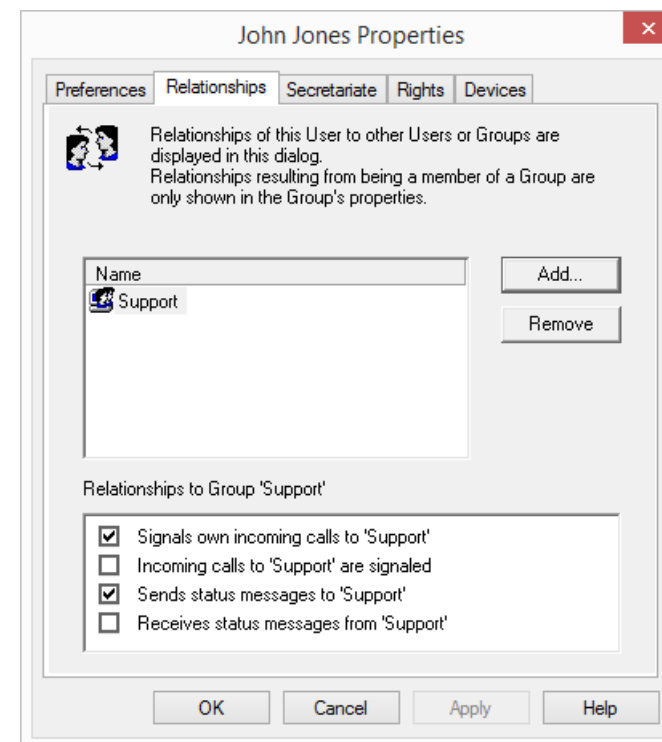 John Jones Properties
Preferences Relationships Secretariate Rights Devices
Relationships of this User to other Users or Groups are
displayed in this dialog.
Relationships resulting from being a member of a Group are
only shown in the Group's properties.
Name
Add...
Support
Remove
Relationships to Group 'Support'
Signals own incoming calls to 'Support'
Incoming calls to 'Support' are signaled
Sends status messages to 'Support'
Receives status messages from 'Support'
OK Cancel Apply Help